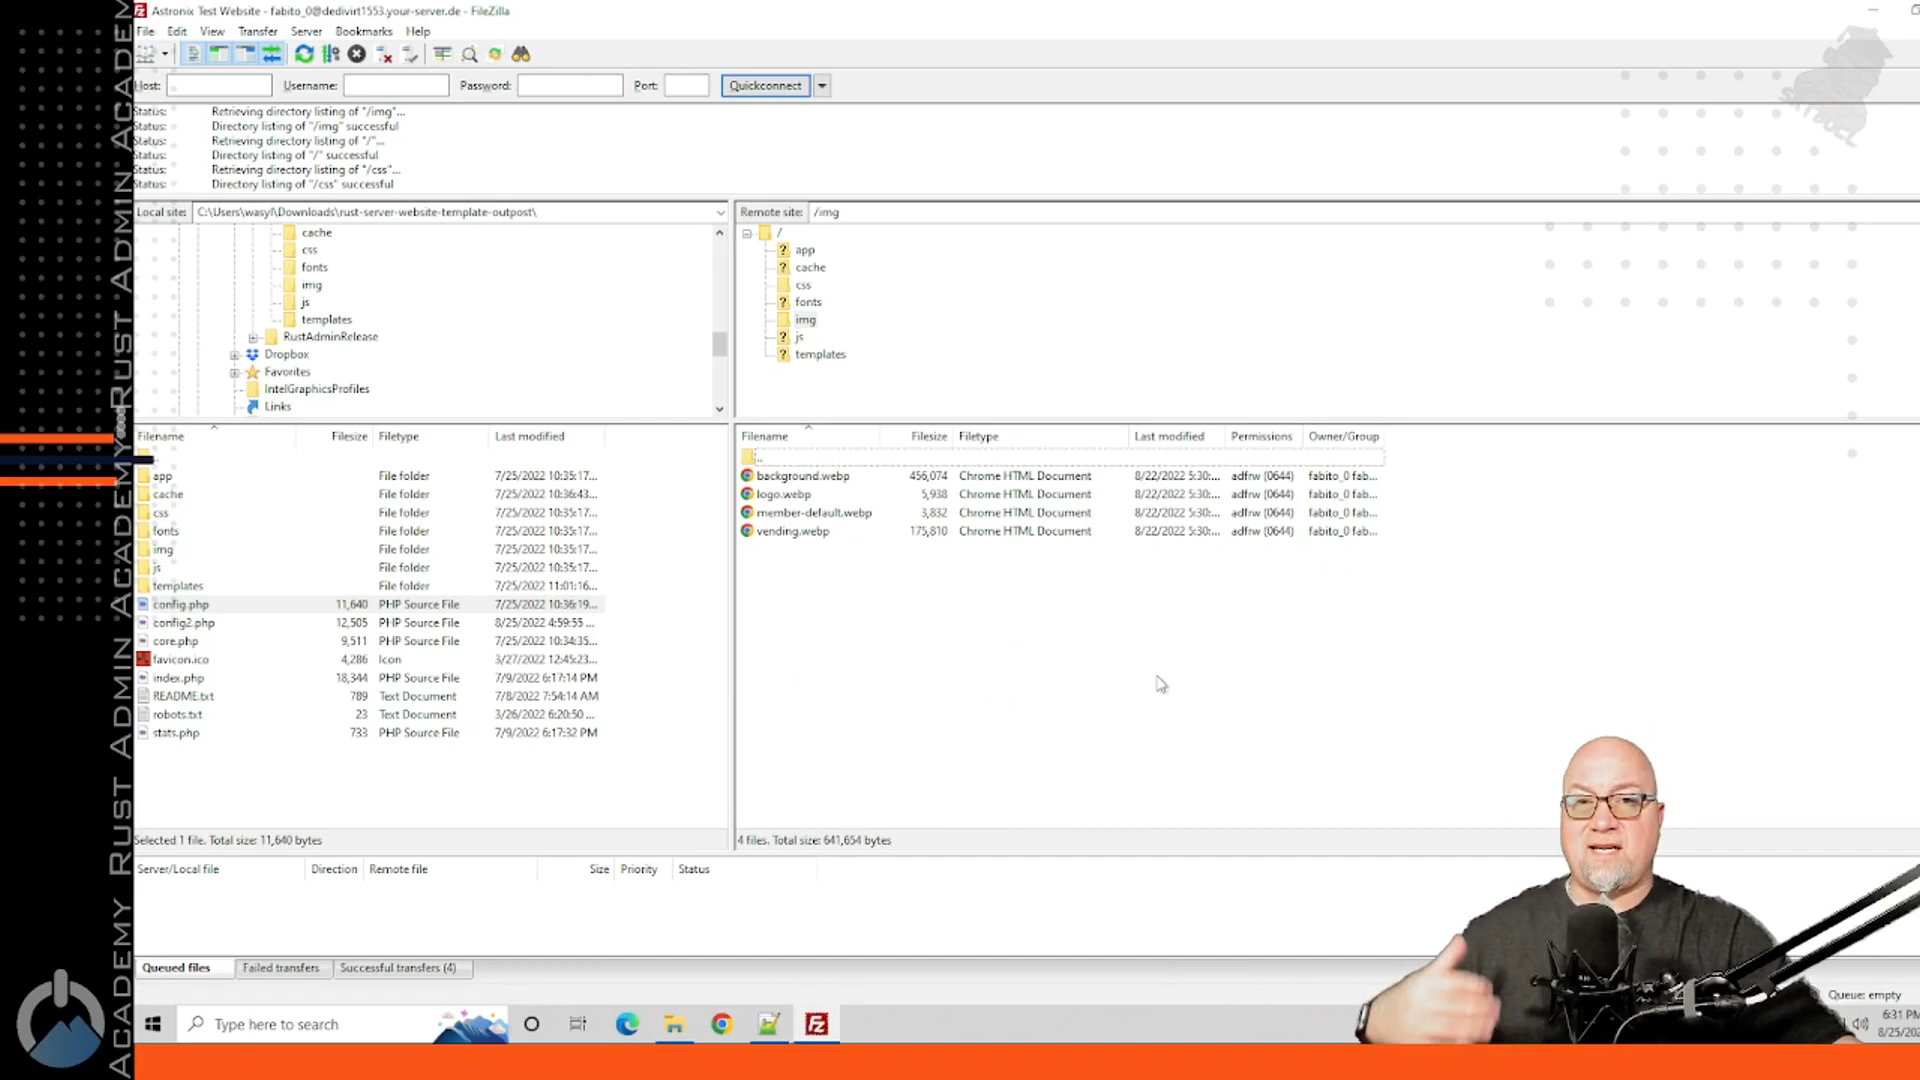 Astronix Test Website - fabito_0@dedivirt1553.your-server.de - FileZilla
File Edit View Transfer Server Bookmarks Help
Host: Username: Password: Port: Quickconnect
Status: Retrieving directory listing of "/img"...
Status: Directory listing of "/img" successful
Status: Retrieving directory listing of "/"...
Status: Directory listing of "/" successful
Status: Retrieving directory listing of "/css"...
Status: Directory listing of "/css" successful
Local site: C:\Users\wasyl\Downloads\rust-server-website-template-outpost\
cache
css
fonts
img
js
templates
RustAdminRelease
Dropbox
Favorites
IntelGraphicsProfiles
Links
Remote site: /img
/
? app
? cache
css
? fonts
img
? js
? templates
Filename Filesize Filetype Last modified
..
app File folder 7/25/2022 10:35:17...
cache File folder 7/25/2022 10:36:43...
css File folder 7/25/2022 10:35:17...
fonts File folder 7/25/2022 10:35:17...
img File folder 7/25/2022 10:35:17...
js File folder 7/25/2022 10:35:17...
templates File folder 7/25/2022 11:01:16...
config.php 11,640 PHP Source File 7/25/2022 10:36:19...
config2.php 12,505 PHP Source File 8/25/2022 4:59:55 ...
core.php 9,511 PHP Source File 7/25/2022 10:34:35...
favicon.ico 4,286 Icon 3/27/2022 12:45:23...
index.php 18,344 PHP Source File 7/9/2022 6:17:14 PM
README.txt 789 Text Document 7/8/2022 7:54:14 AM
robots.txt 23 Text Document 3/26/2022 6:20:50 ...
stats.php 733 PHP Source File 7/9/2022 6:17:32 PM
Selected 1 file. Total size: 11,640 bytes
Filename Filesize Filetype Last modified Permissions Owner/Group
..
background.webp 456,074 Chrome HTML Document 8/22/2022 5:30:... adfrw (0644) fabito_0 fab...
logo.webp 5,938 Chrome HTML Document 8/22/2022 5:30:... adfrw (0644) fabito_0 fab...
member-default.webp 3,832 Chrome HTML Document 8/22/2022 5:30:... adfrw (0644) fabito_0 fab...
vending.webp 175,810 Chrome HTML Document 8/22/2022 5:30:... adfrw (0644) fabito_0 fab...
4 files. Total size: 641,654 bytes
Server/Local file Direction Remote file Size Priority Status
Queued files Failed transfers Successful transfers (4)
Queue: empty
Type here to search
6:31 PM
8/25/202
ACADEMY RUST ADMIN ACADEMY RUST ADMIN ACADEM